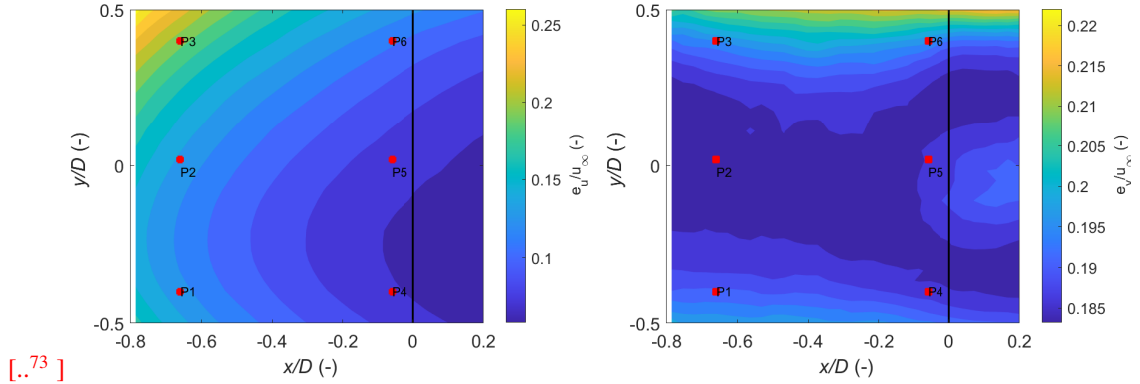 0.5
0
-0.5
y/D (-)
-0.8 -0.6 -0.4 -0.2 0 0.2
x/D (-)
P3 P6
P2 P5
P1 P4
0.25
0.2
0.15
0.1
e_u/u_∞ (-)
0.5
0
-0.5
y/D (-)
-0.8 -0.6 -0.4 -0.2 0 0.2
x/D (-)
P3 P6
P2 P5
P1 P4
0.22
0.215
0.21
0.205
0.2
0.195
0.19
0.185
e_v/u_∞ (-)
[..73 ]